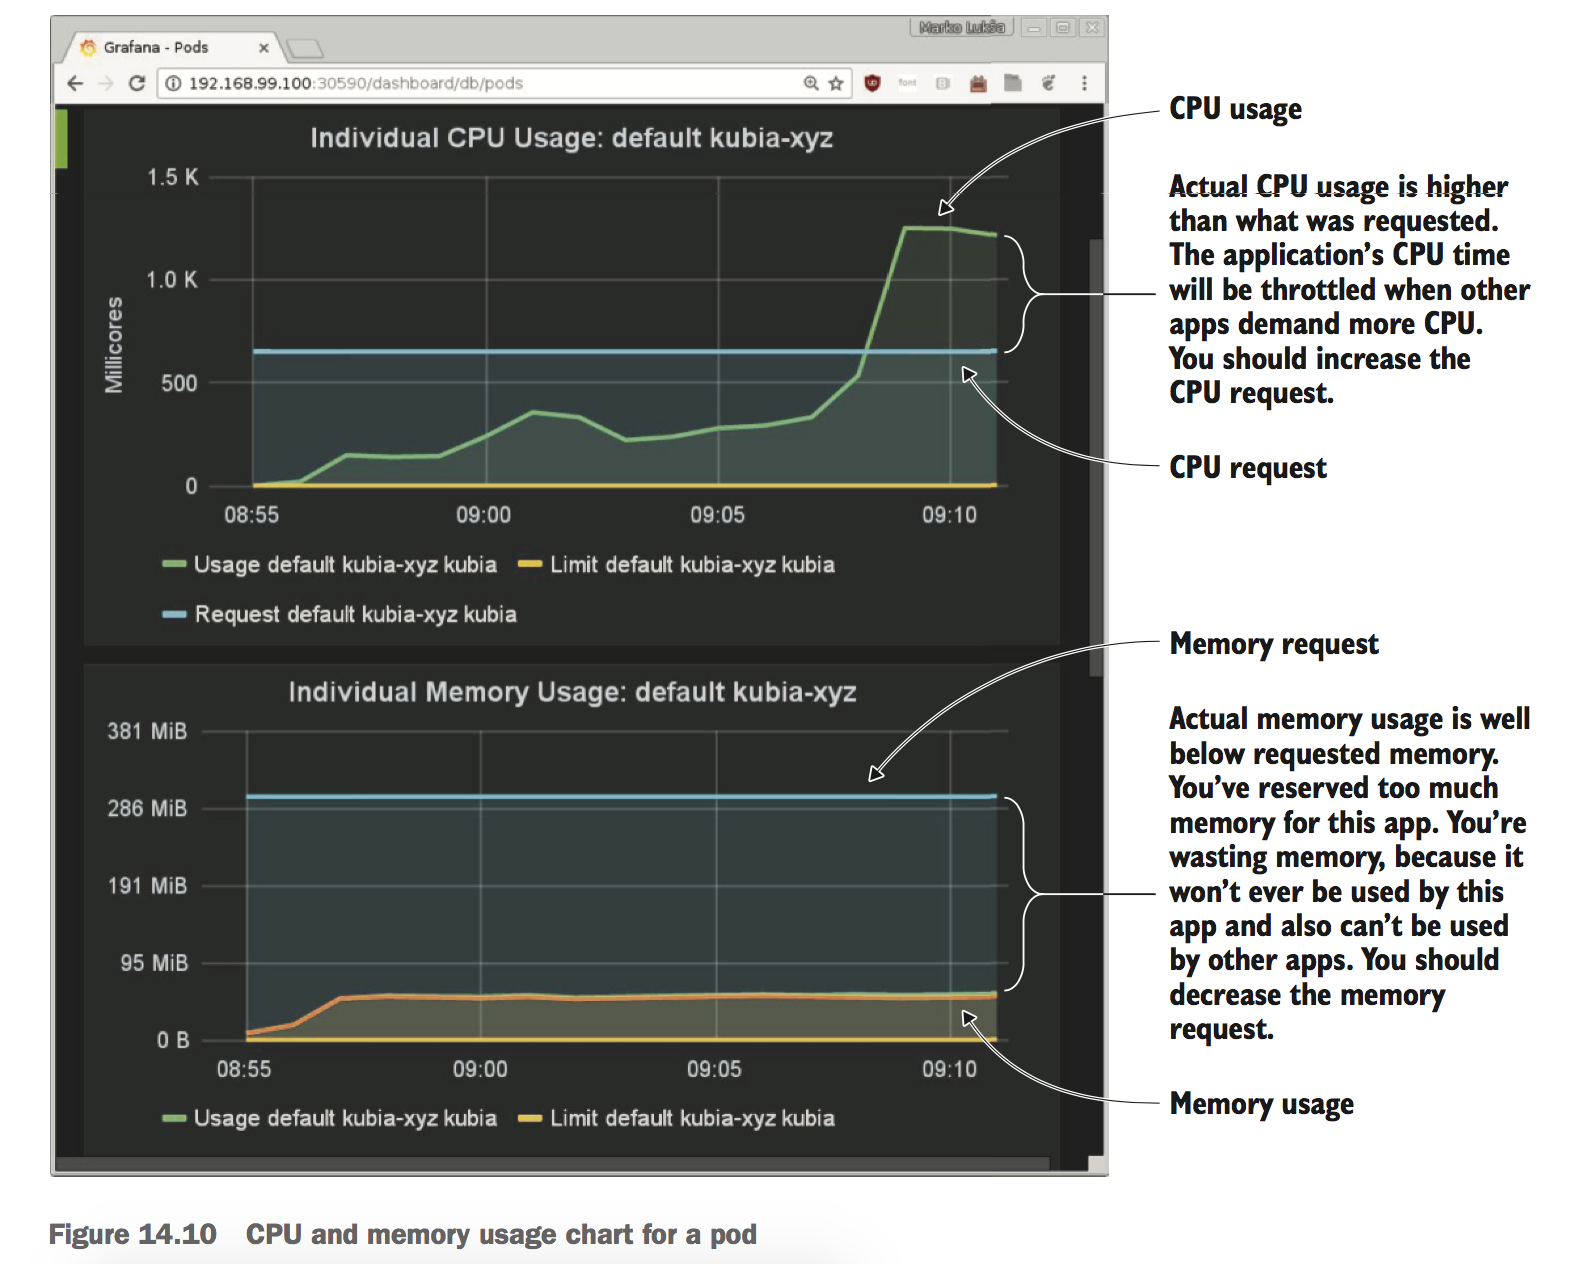 Marko Lukša
Grafana - Pods
192.168.99.100:30590/dashboard/db/pods
font
Individual CPU Usage: default kubia-xyz
1.5 K
1.0 K
500
0
Millicores
08:55
09:00
09:05
09:10
Usage default kubia-xyz kubia
Limit default kubia-xyz kubia
Request default kubia-xyz kubia
CPU usage
Actual CPU usage is higher
than what was requested.
The application’s CPU time
will be throttled when other
apps demand more CPU.
You should increase the
CPU request.
CPU request
Individual Memory Usage: default kubia-xyz
381 MiB
286 MiB
191 MiB
95 MiB
0 B
08:55
09:00
09:05
09:10
Usage default kubia-xyz kubia
Limit default kubia-xyz kubia
Memory request
Actual memory usage is well
below requested memory.
You’ve reserved too much
memory for this app. You’re
wasting memory, because it
won’t ever be used by this
app and also can’t be used
by other apps. You should
decrease the memory
request.
Memory usage
Figure 14.10 CPU and memory usage chart for a pod